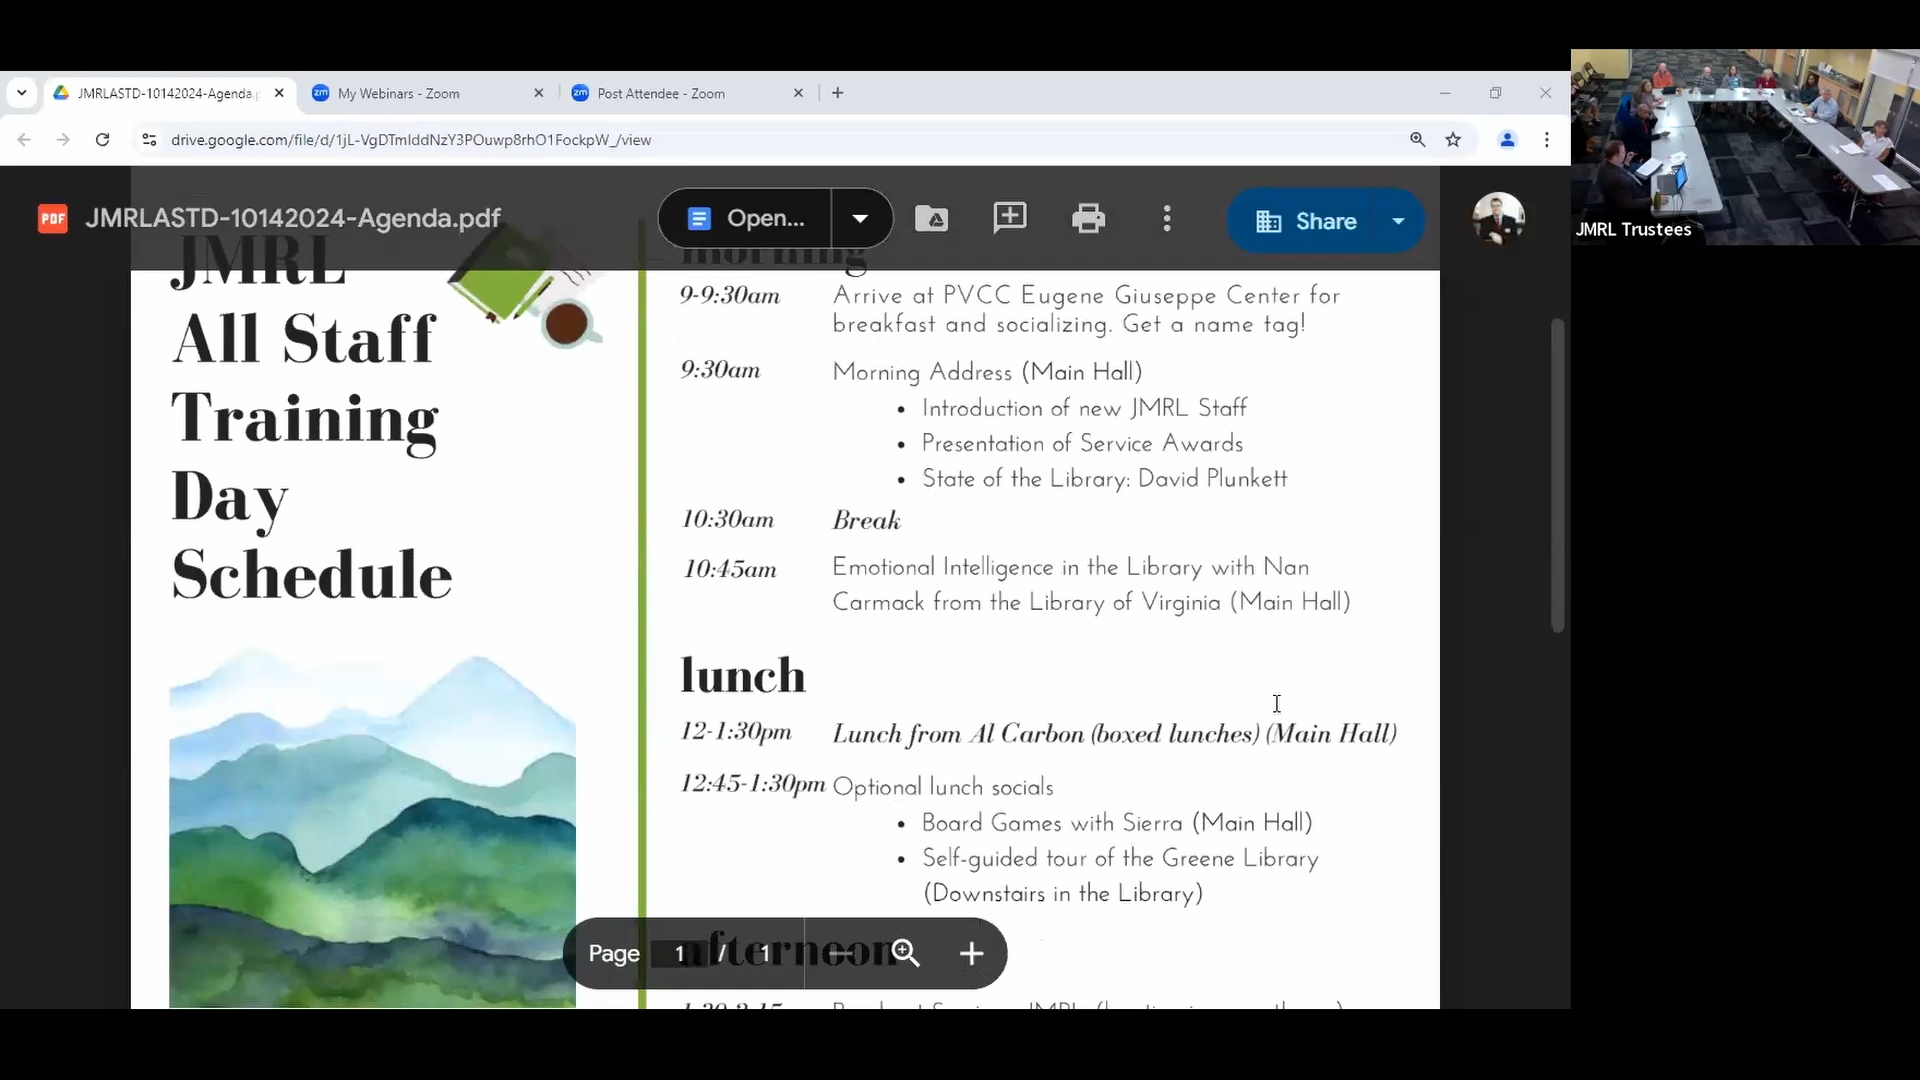 JMRLASTD-10142024-Agenda.p
My Webinars - Zoom
Post Attendee - Zoom
drive.google.com/file/d/1jL-VgDTmIddNzY3POuwp8rhO1FockpW_/view
PDF
JMRLASTD-10142024-Agenda.pdf
Open...
Share
JMRL Trustees
JMRL
All Staff
Training
Day
Schedule
morning
9-9:30am
Arrive at PVCC Eugene Giuseppe Center for
breakfast and socializing. Get a name tag!
9:30am
Morning Address (Main Hall)
• Introduction of new JMRL Staff
• Presentation of Service Awards
• State of the Library: David Plunkett
10:30am
Break
10:45am
Emotional Intelligence in the Library with Nan
Carmack from the Library of Virginia (Main Hall)
lunch
12-1:30pm
Lunch from Al Carbon (boxed lunches) (Main Hall)
12:45-1:30pm
Optional lunch socials
• Board Games with Sierra (Main Hall)
• Self-guided tour of the Greene Library
(Downstairs in the Library)
afternoon
Page 1 / 1